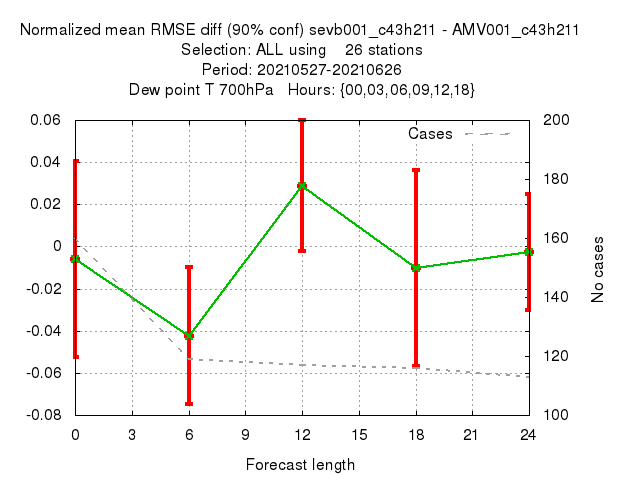 Normalized mean RMSE diff (90% conf) sevb001_c43h211 - AMV001_c43h211
Selection: ALL using    26 stations
Period: 20210527-20210626
Dew point T 700hPa   Hours: {00,03,06,09,12,18}
Cases
0.06
0.04
0.02
0
-0.02
-0.04
-0.06
-0.08
200
180
160
140
120
100
No cases
0 3 6 9 12 15 18 21 24
Forecast length